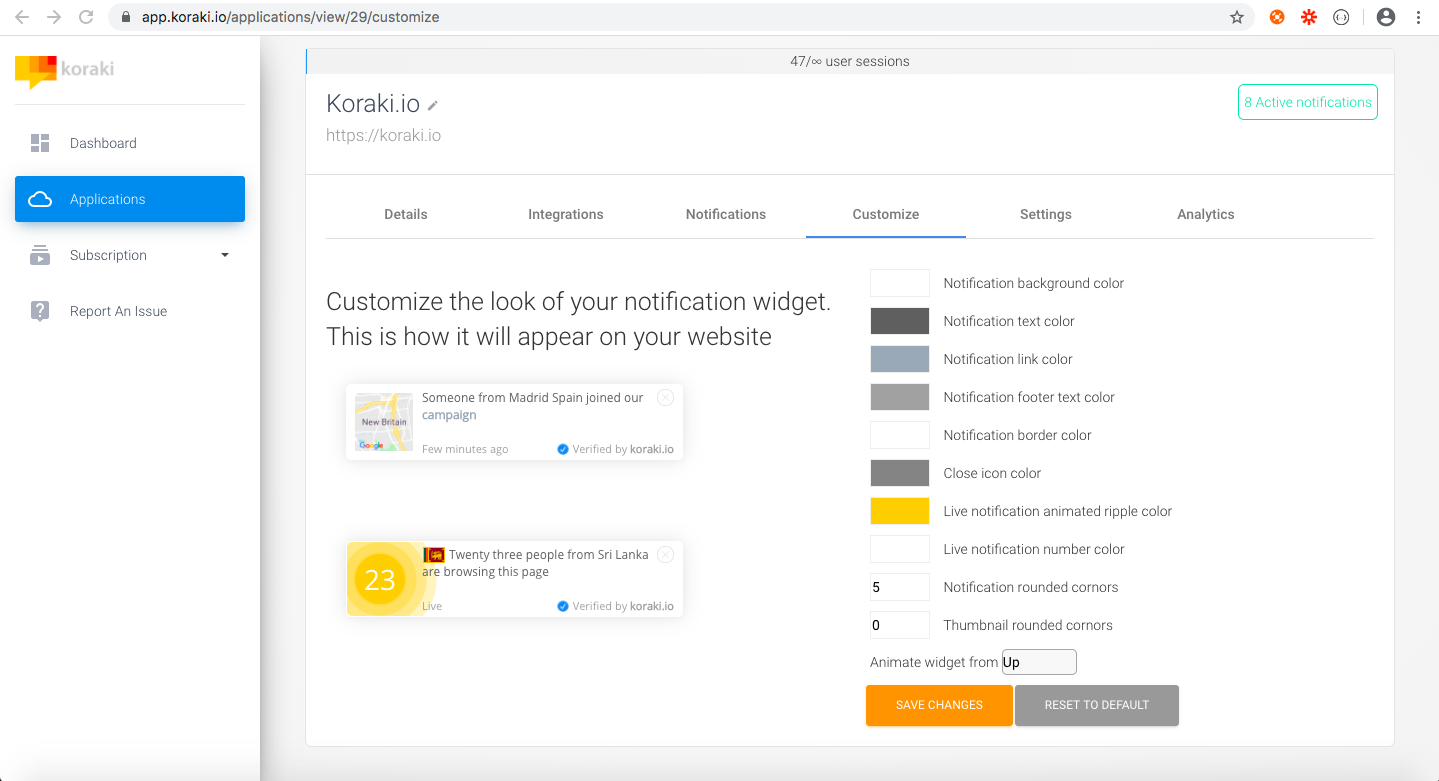 app.koraki.io/applications/view/29/customize
koraki
Dashboard
Applications
Subscription
Report An Issue
47/∞ user sessions
Koraki.io
https://koraki.io
8 Active notifications
Details
Integrations
Notifications
Customize
Settings
Analytics
Customize the look of your notification widget.
This is how it will appear on your website
New Britain
Google
Someone from Madrid Spain joined our
campaign
Few minutes ago
Verified by koraki.io
23
Twenty three people from Sri Lanka
are browsing this page
Live
Verified by koraki.io
Notification background color
Notification text color
Notification link color
Notification footer text color
Notification border color
Close icon color
Live notification animated ripple color
Live notification number color
5 Notification rounded cornors
0 Thumbnail rounded cornors
Animate widget from Up
SAVE CHANGES
RESET TO DEFAULT